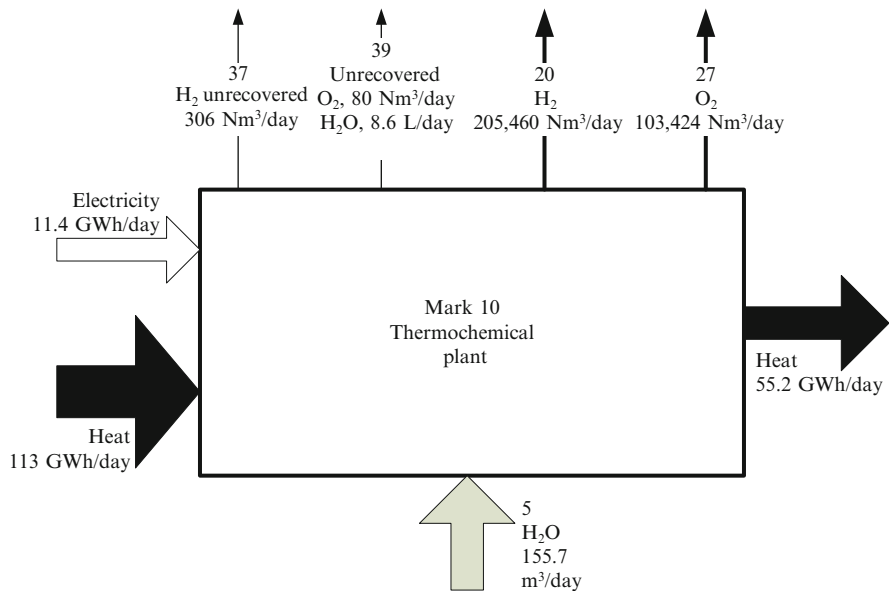 37
H₂ unrecovered
306 Nm³/day
39
Unrecovered
O₂, 80 Nm³/day
H₂O, 8.6 L/day
20
H₂
205,460 Nm³/day
27
O₂
103,424 Nm³/day
Electricity
11.4 GWh/day
Mark 10
Thermochemical
plant
Heat
55.2 GWh/day
Heat
113 GWh/day
5
H₂O
155.7
m³/day